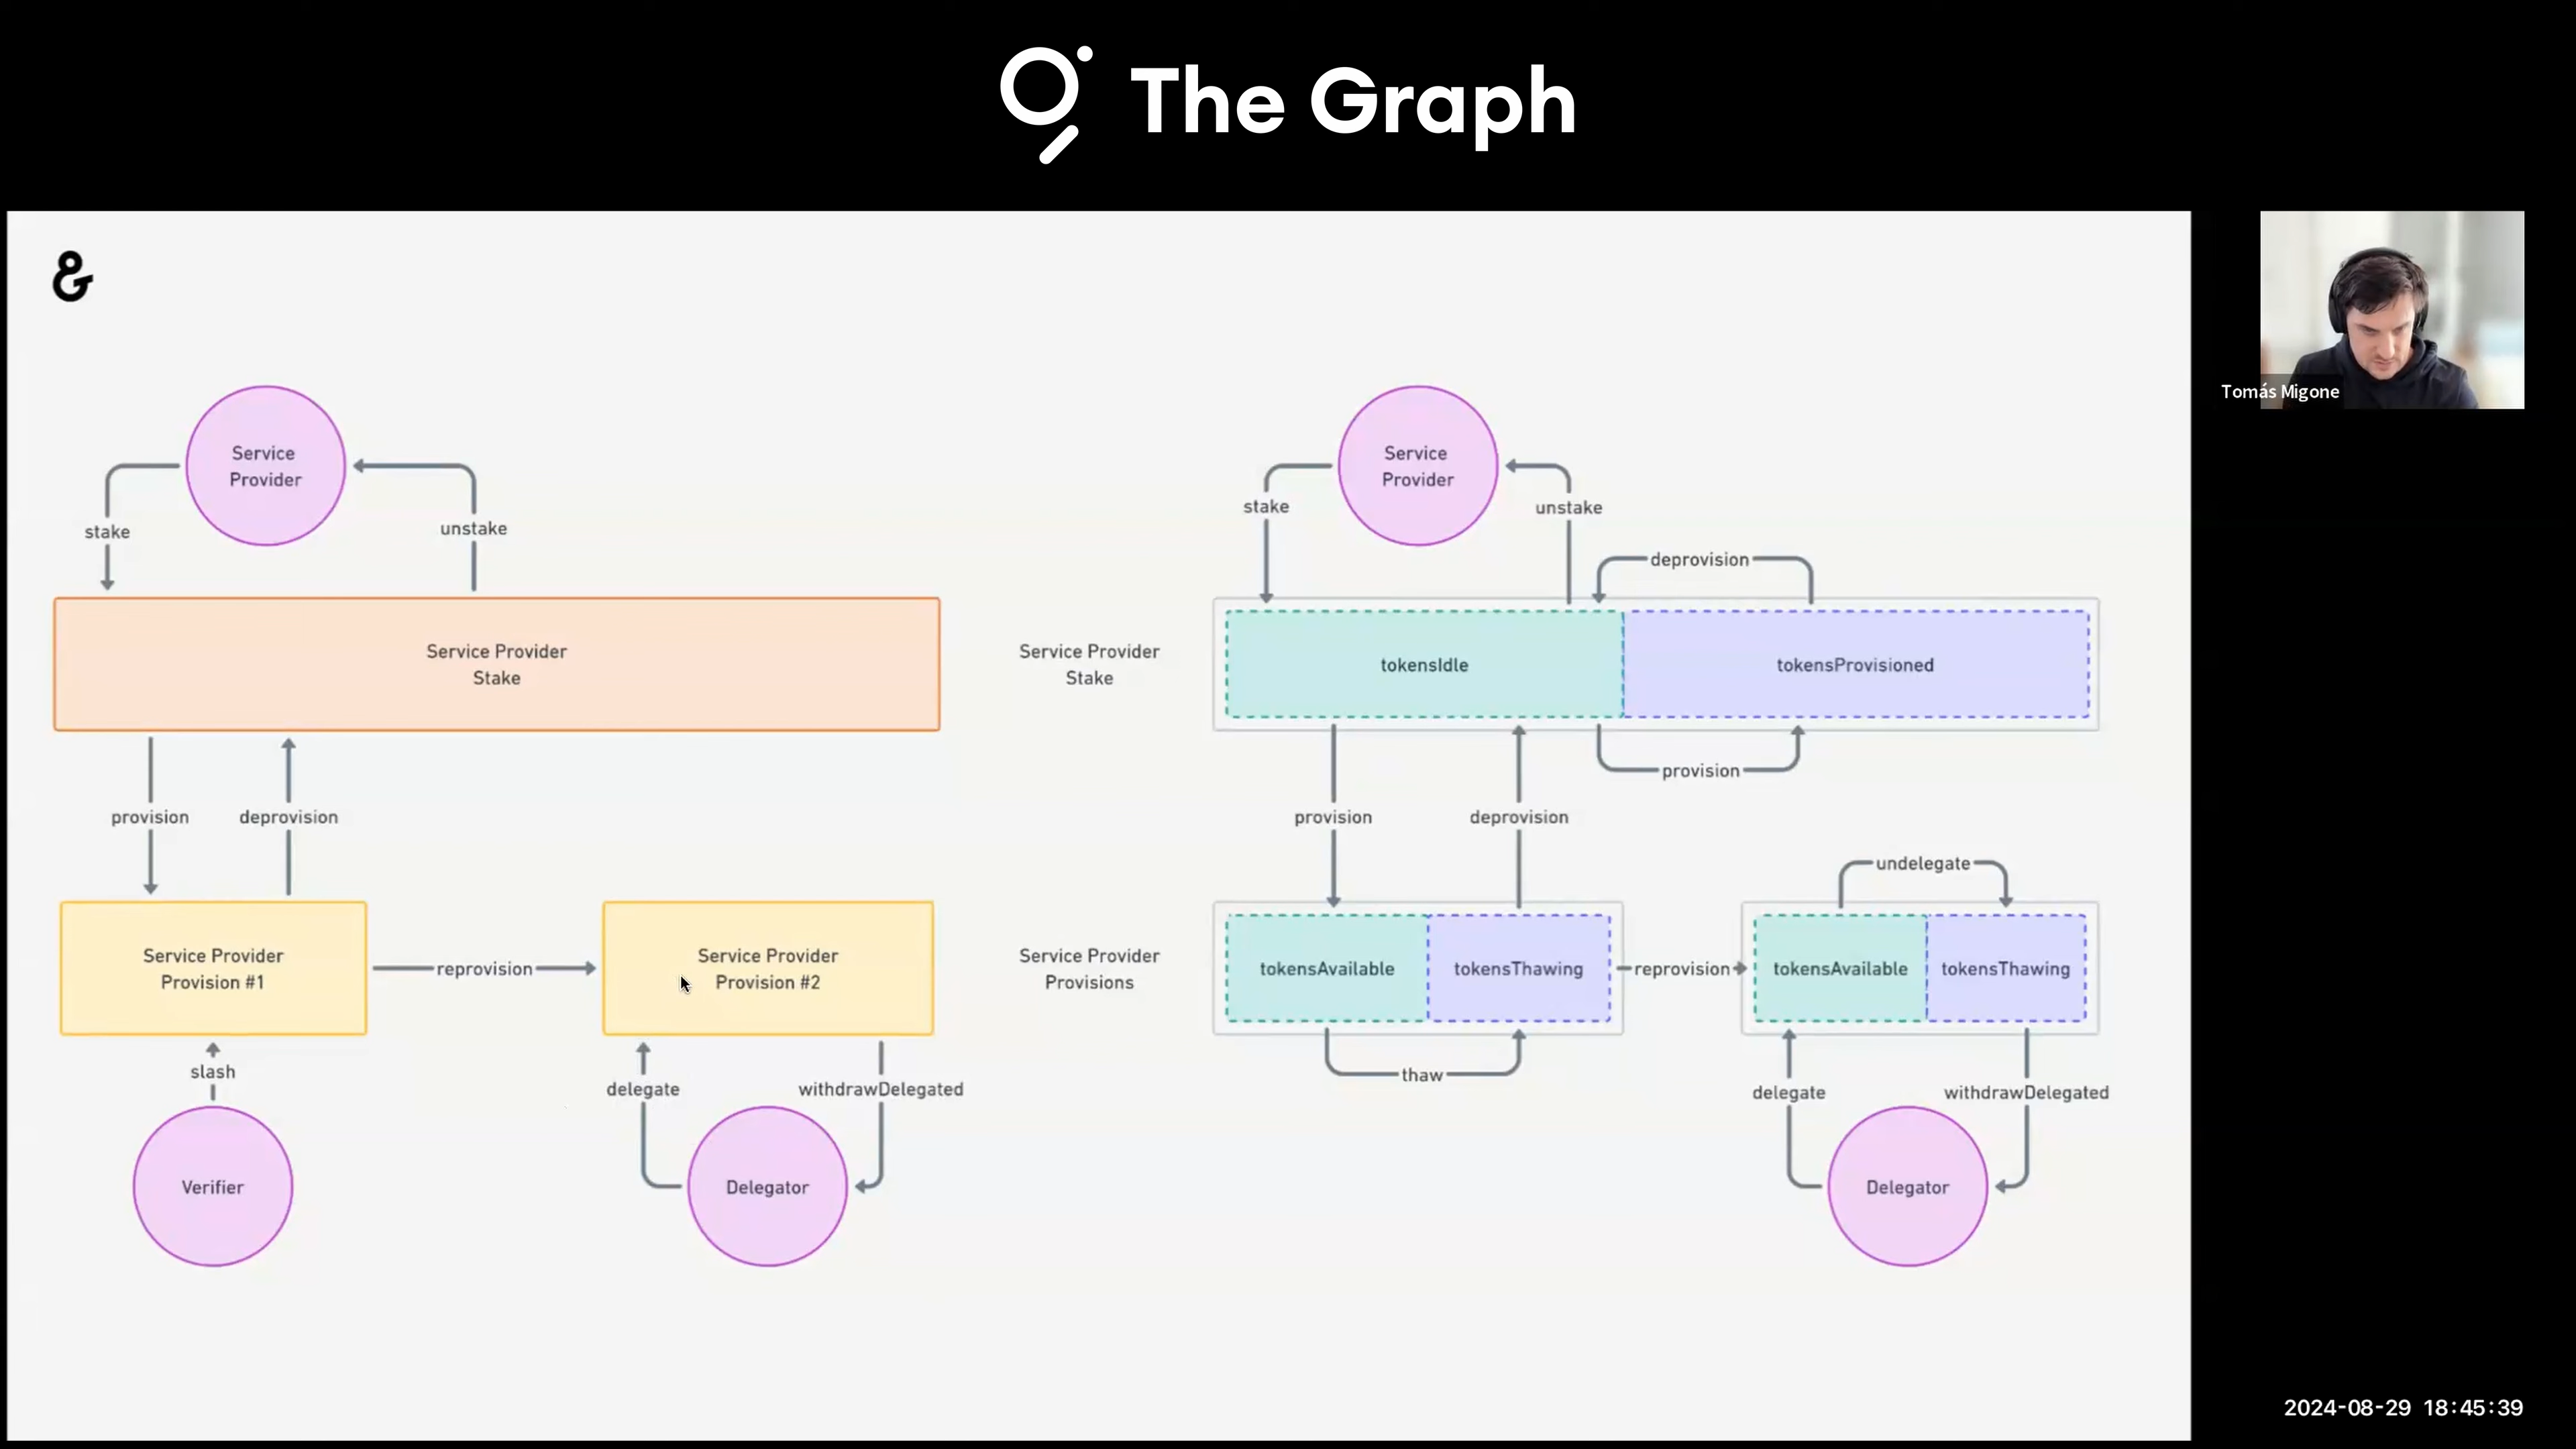 The Graph
&
Service
Provider
stake
unstake
Service Provider
Stake
provision
deprovision
Service Provider
Provision #1
reprovision
Service Provider
Provision #2
slash
delegate
withdrawDelegated
Verifier
Delegator
Service Provider
Stake
Service Provider
Provisions
Service
Provider
stake
unstake
deprovision
tokensIdle
tokensProvisioned
provision
provision
deprovision
undelegate
tokensAvailable
tokensThawing
reprovision
tokensAvailable
tokensThawing
thaw
delegate
withdrawDelegated
Delegator
Tomás Migone
2024-08-29 18:45:39